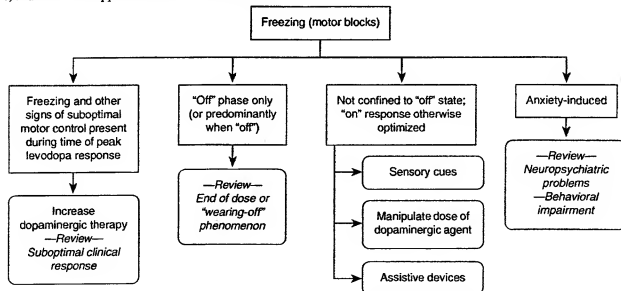 Freezing (motor blocks)
Freezing and other
signs of suboptimal
motor control present
during time of peak
levodopa response
Increase
dopaminergic therapy
—Review—
Suboptimal clinical
response
"Off" phase only
(or predominantly
when "off")
—Review—
End of dose or
"wearing-off"
phenomenon
Not confined to "off" state;
"on" response otherwise
optimized
Sensory cues
Manipulate dose of
dopaminergic agent
Assistive devices
Anxiety-induced
—Review—
Neuropsychiatric
problems
—Behavioral
impairment—